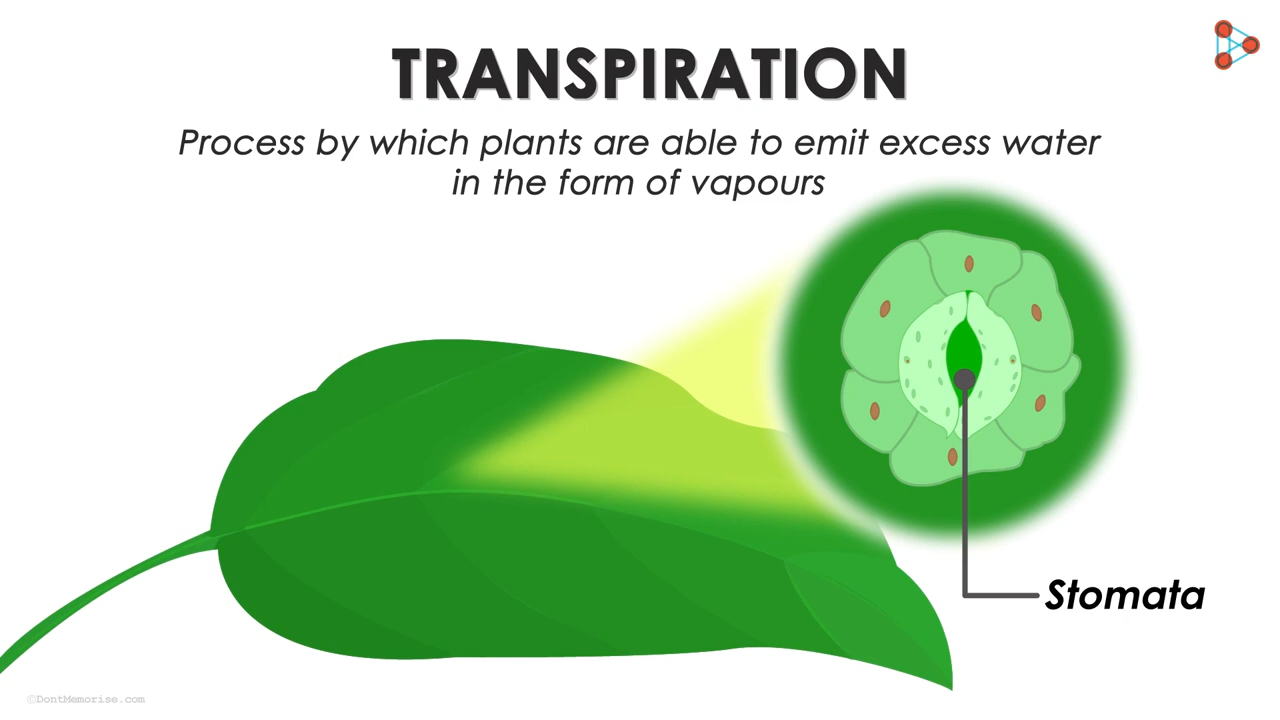 TRANSPIRATION
Process by which plants are able to emit excess water
in the form of vapours
Stomata
©DontMemorise.com